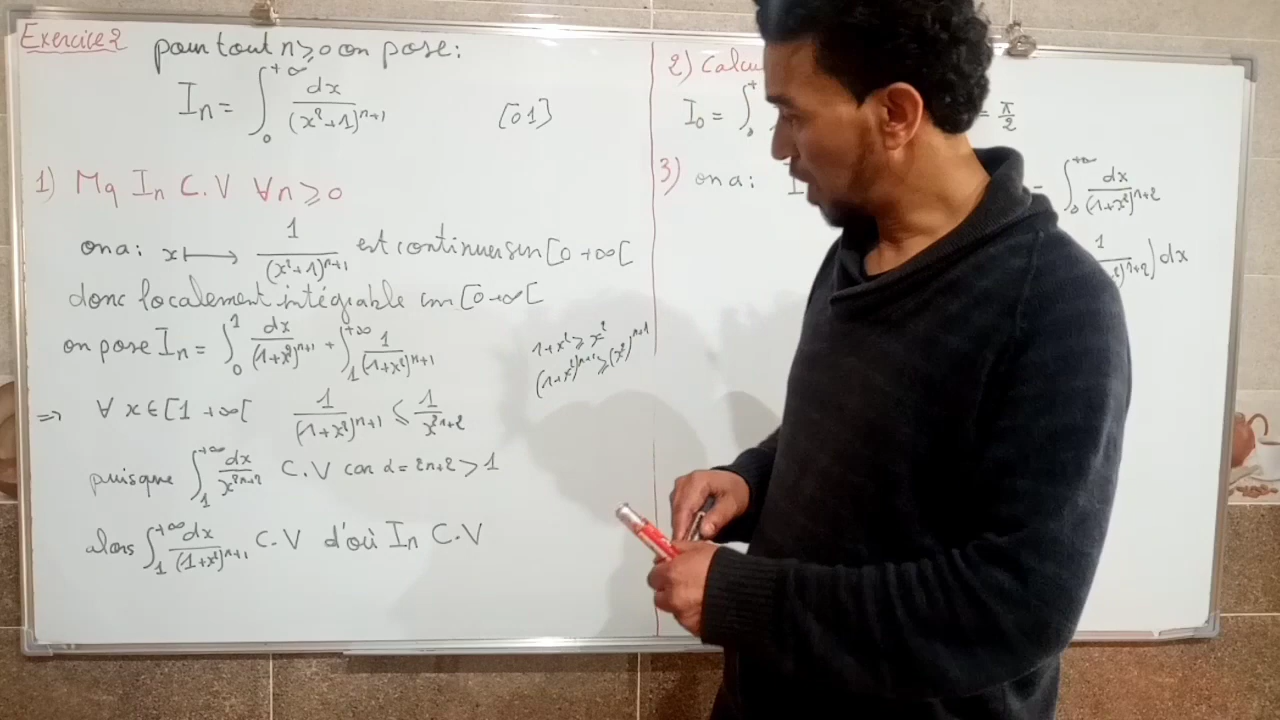 Exercice 2
pour tout n≥0 on pose:
In = ∫₀^{+∞} dx/(x²+1)^{n+1}
[01]
1) Mq In C.V ∀n≥0
on a: x ⟼ 1/(x²+1)^{n+1} est continue sur [0 +∞[
donc localement intégrable sur [0 +∞[
on pose In = ∫₀^1 dx/(1+x²)^{n+1} + ∫₁^{+∞} 1/(1+x²)^{n+1}
1+x² ≥ x²
(1+x²)^{n+1} ≥ (x²)^{n+1}
=> ∀ x ∈ [1 +∞[ 1/(1+x²)^{n+1} ≤ 1/x^{2n+2}
puisque ∫₁^{+∞} dx/x^{2n+2} C.V car α = 2n+2 > 1
alors ∫₁^{+∞} dx/(1+x²)^{n+1} C.V d'où In C.V
2) Calcu
I₀ = ∫₀^+ = π/2
3) on a: I = ∫₀^{+∞} dx/(1+x²)^{n+2}
1/ ²)^{n+2}) dx